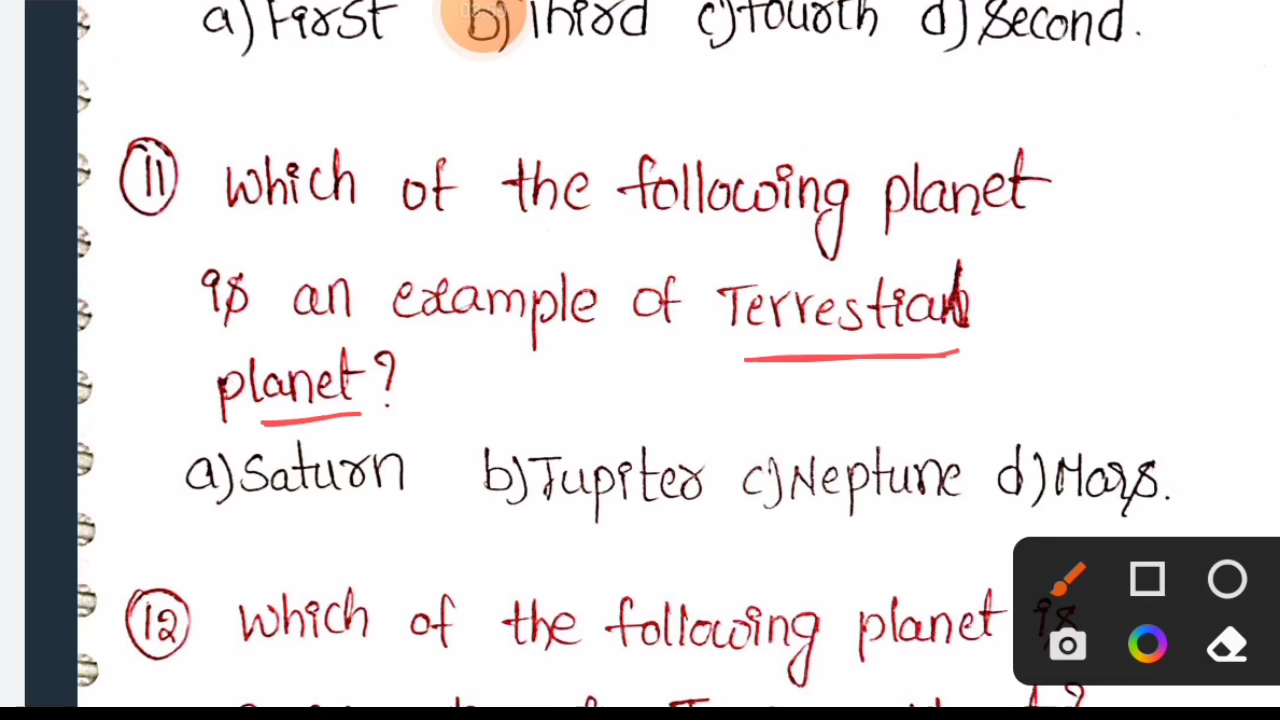 a) First b) Third c) fourth d) Second.
11 which of the following planet
is an example of Terrestial
planet?
a) Saturn b) Jupiter c) Neptune d) Mars.
12 which of the following planet is